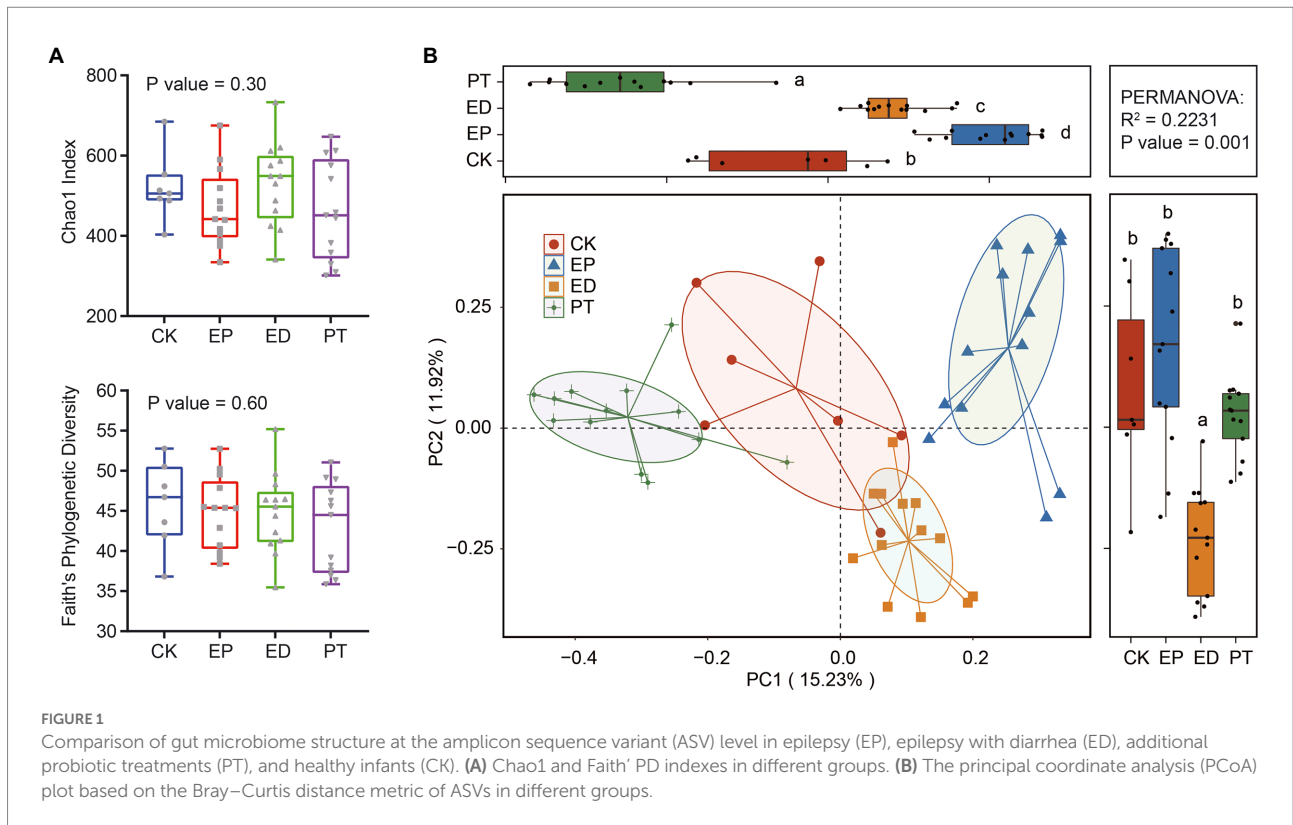 A
P value = 0.30
Chao1 Index
800
600
400
200
CK EP ED PT
P value = 0.60
Faith's Phylogenetic Diversity
60
55
50
45
40
35
30
CK EP ED PT
B
PT
ED
EP
CK
a
c
d
b
PERMANOVA:
R² = 0.2231
P value = 0.001
CK
EP
ED
PT
PC2 ( 11.92%)
0.25
0.00
−0.25
−0.4 −0.2 0.0 0.2
PC1 ( 15.23%)
b b a b
CK EP ED PT
FIGURE 1
Comparison of gut microbiome structure at the amplicon sequence variant (ASV) level in epilepsy (EP), epilepsy with diarrhea (ED), additional
probiotic treatments (PT), and healthy infants (CK). (A) Chao1 and Faith' PD indexes in different groups. (B) The principal coordinate analysis (PCoA)
plot based on the Bray–Curtis distance metric of ASVs in different groups.